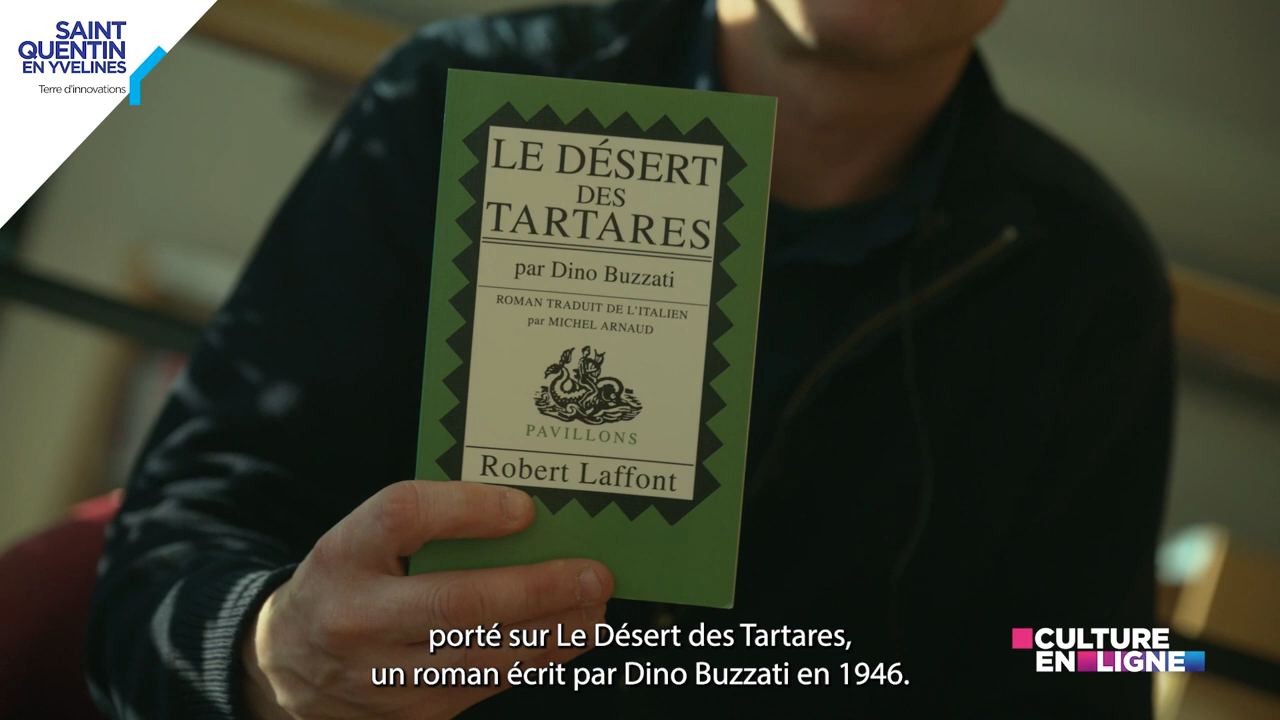 SAINT
QUENTIN
EN YVELINES
Terre d'innovations
LE DÉSERT
DES
TARTARES
par Dino Buzzati
ROMAN TRADUIT DE L'ITALIEN
par MICHEL ARNAUD
PAVILLONS
Robert Laffont
porté sur Le Désert des Tartares,
un roman écrit par Dino Buzzati en 1946.
CULTURE
EN LIGNE